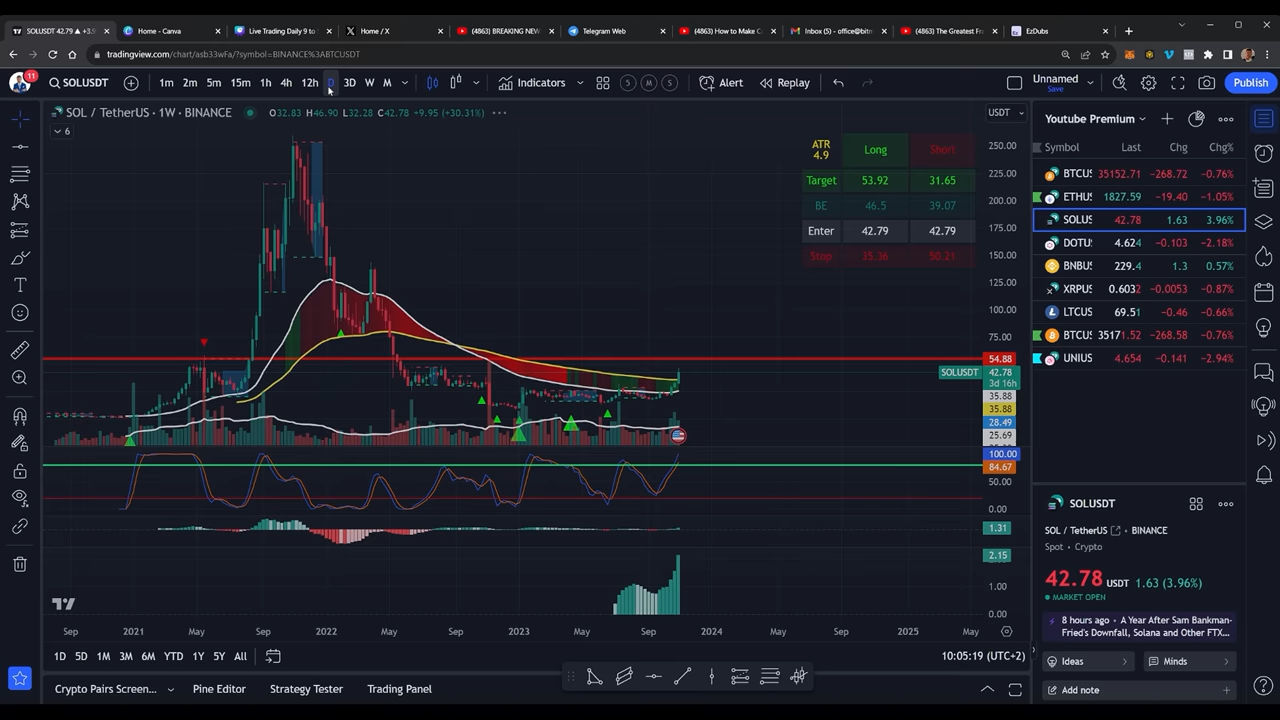 SOLUSDT 42.79 ▲ +3.9
Home - Canva
Live Trading Daily 9 to
Home / X
(4863) BREAKING NEW
Telegram Web
(4863) How to Make C
Inbox (5) - office@bitm
(4863) The Greatest Fr
EzDubs
tradingview.com/chart/asb33wFa/?symbol=BINANCE%3ABTCUSDT
11
SOLUSDT
1m 2m 5m 15m 1h 4h 12h D 3D W M
Indicators
S M S
Alert
Replay
Unnamed
Save
Publish
SOL / TetherUS · 1W · BINANCE
O32.83 H46.90 L32.28 C42.78 +9.95 (+30.31%)
USDT
6
ATR
4.9
Long Short
Target 53.92 31.65
BE 46.5 39.07
Enter 42.79 42.79
Stop 35.36 50.21
250.00
225.00
200.00
175.00
150.00
125.00
100.00
75.00
54.88
SOLUSDT 42.78
3d 16h
35.88
35.88
28.49
25.69
100.00
84.67
50.00
0.00
1.31
2.15
1.00
0.00
Sep 2021 May Sep 2022 May Sep 2023 May Sep 2024 Sep 2025 May
1D 5D 1M 3M 6M YTD 1Y 5Y All
10:05:19 (UTC+2)
Crypto Pairs Screen...
Pine Editor
Strategy Tester
Trading Panel
Youtube Premium
Symbol Last Chg Chg%
BTCUS 35152.71 −268.72 −0.76%
ETHUS 1827.59 −19.40 −1.05%
SOLUS 42.78 1.63 3.96%
DOTUS 4.624 −0.103 −2.18%
BNBUS 229.4 1.3 0.57%
XRPUS 0.6032 −0.0053 −0.87%
LTCUS 69.51 −0.46 −0.66%
BTCUS 35171.52 −268.58 −0.76%
UNIUS 4.654 −0.141 −2.94%
SOLUSDT
SOL / TetherUS BINANCE
Spot · Crypto
42.78 USDT 1.63 (3.96%)
MARKET OPEN
8 hours ago · A Year After Sam Bankman-
Fried's Downfall, Solana and Other FTX...
Ideas
Minds
Add note